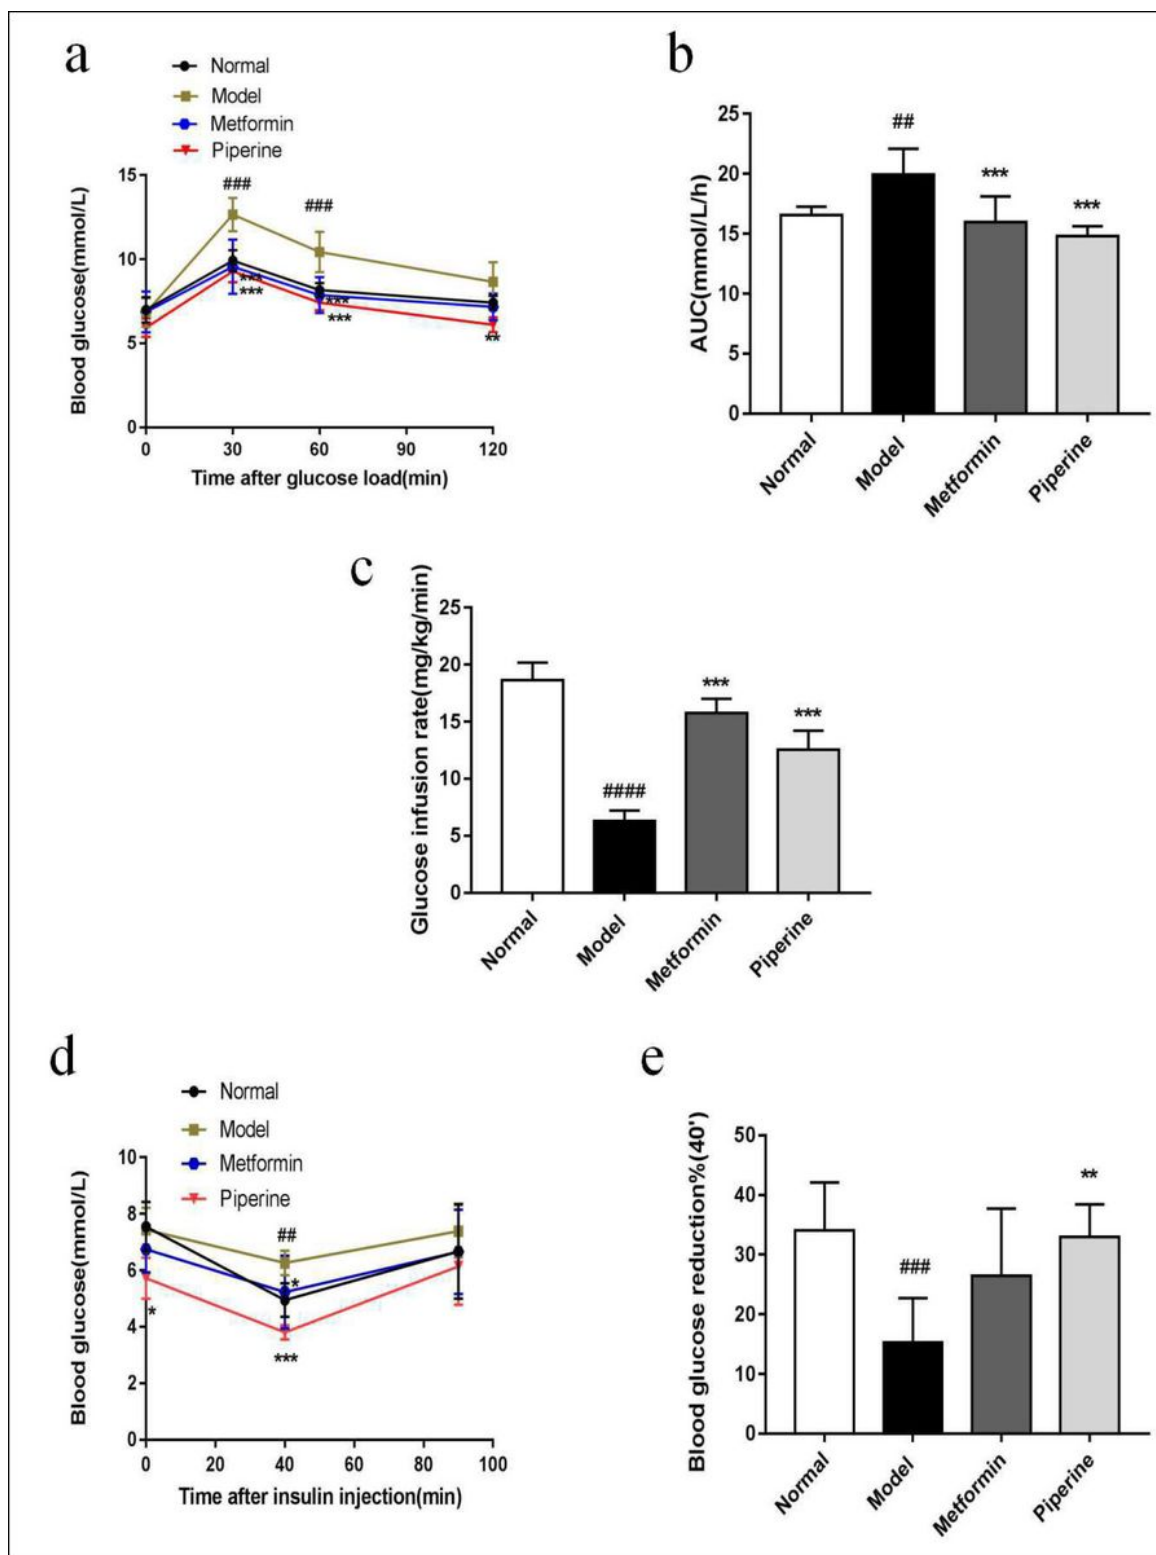 a
Normal
Model
Metformin
Piperine
Blood glucose(mmol/L)
15
10
5
0
###
###
***
***
***
***
**
0 30 60 90 120
Time after glucose load(min)
b
AUC(mmol/L/h)
25
20
15
10
5
0
##
***
***
Normal
Model
Metformin
Piperine
c
Glucose infusion rate(mg/kg/min)
25
20
15
10
5
0
####
***
***
Normal
Model
Metformin
Piperine
d
Normal
Model
Metformin
Piperine
Blood glucose(mmol/L)
10
8
6
4
2
0
##
*
*
***
0 20 40 60 80 100
Time after insulin injection(min)
e
Blood glucose reduction%(40')
50
40
30
20
10
0
###
**
Normal
Model
Metformin
Piperine